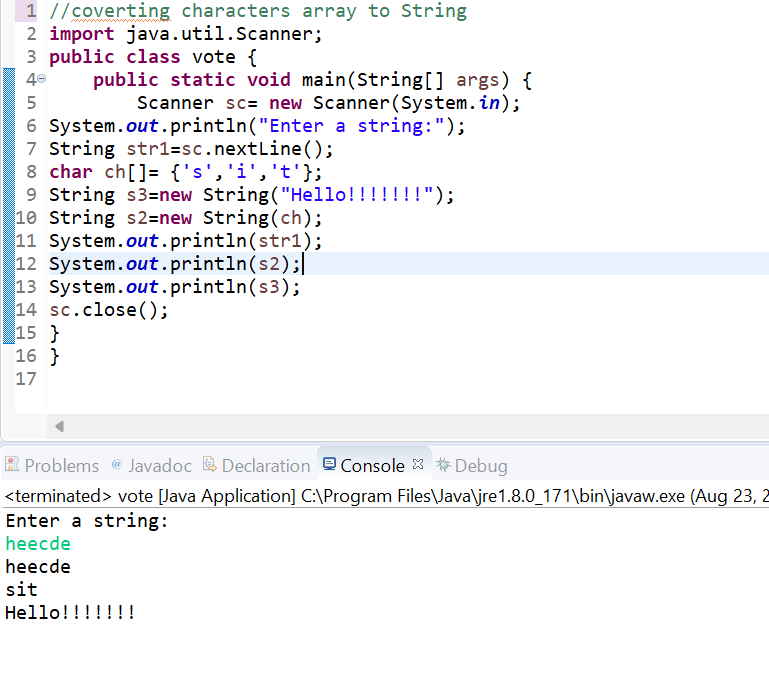 1 //coverting characters array to String
2 import java.util.Scanner;
3 public class vote {
4 public static void main(String[] args) {
5 Scanner sc= new Scanner(System.in);
6 System.out.println("Enter a string:");
7 String str1=sc.nextLine();
8 char ch[]= {'s','i','t'};
9 String s3=new String("Hello!!!!!!!");
10 String s2=new String(ch);
11 System.out.println(str1);
12 System.out.println(s2);
13 System.out.println(s3);
14 sc.close();
15 }
16 }
17
Problems @ Javadoc Declaration Console Debug
<terminated> vote [Java Application] C:\Program Files\Java\jre1.8.0_171\bin\javaw.exe (Aug 23, 2
Enter a string:
heecde
heecde
sit
Hello!!!!!!!